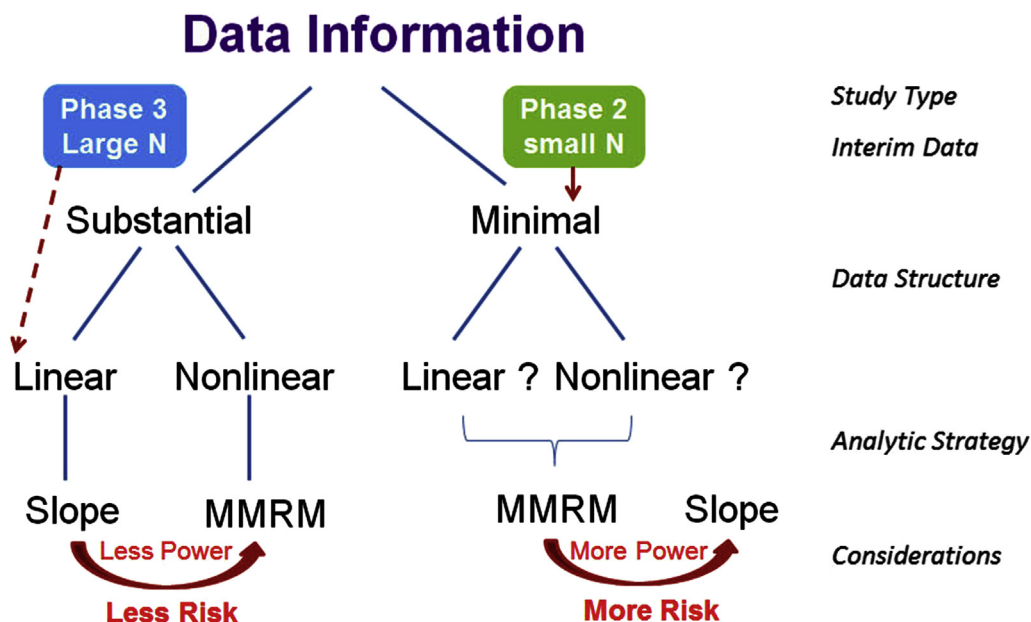 Data Information
Phase 3
Large N
Phase 2
small N
Study Type
Interim Data
Substantial
Minimal
Data Structure
Linear
Nonlinear
Linear ?
Nonlinear ?
Analytic Strategy
Slope
MMRM
MMRM
Slope
Less Power
More Power
Considerations
Less Risk
More Risk